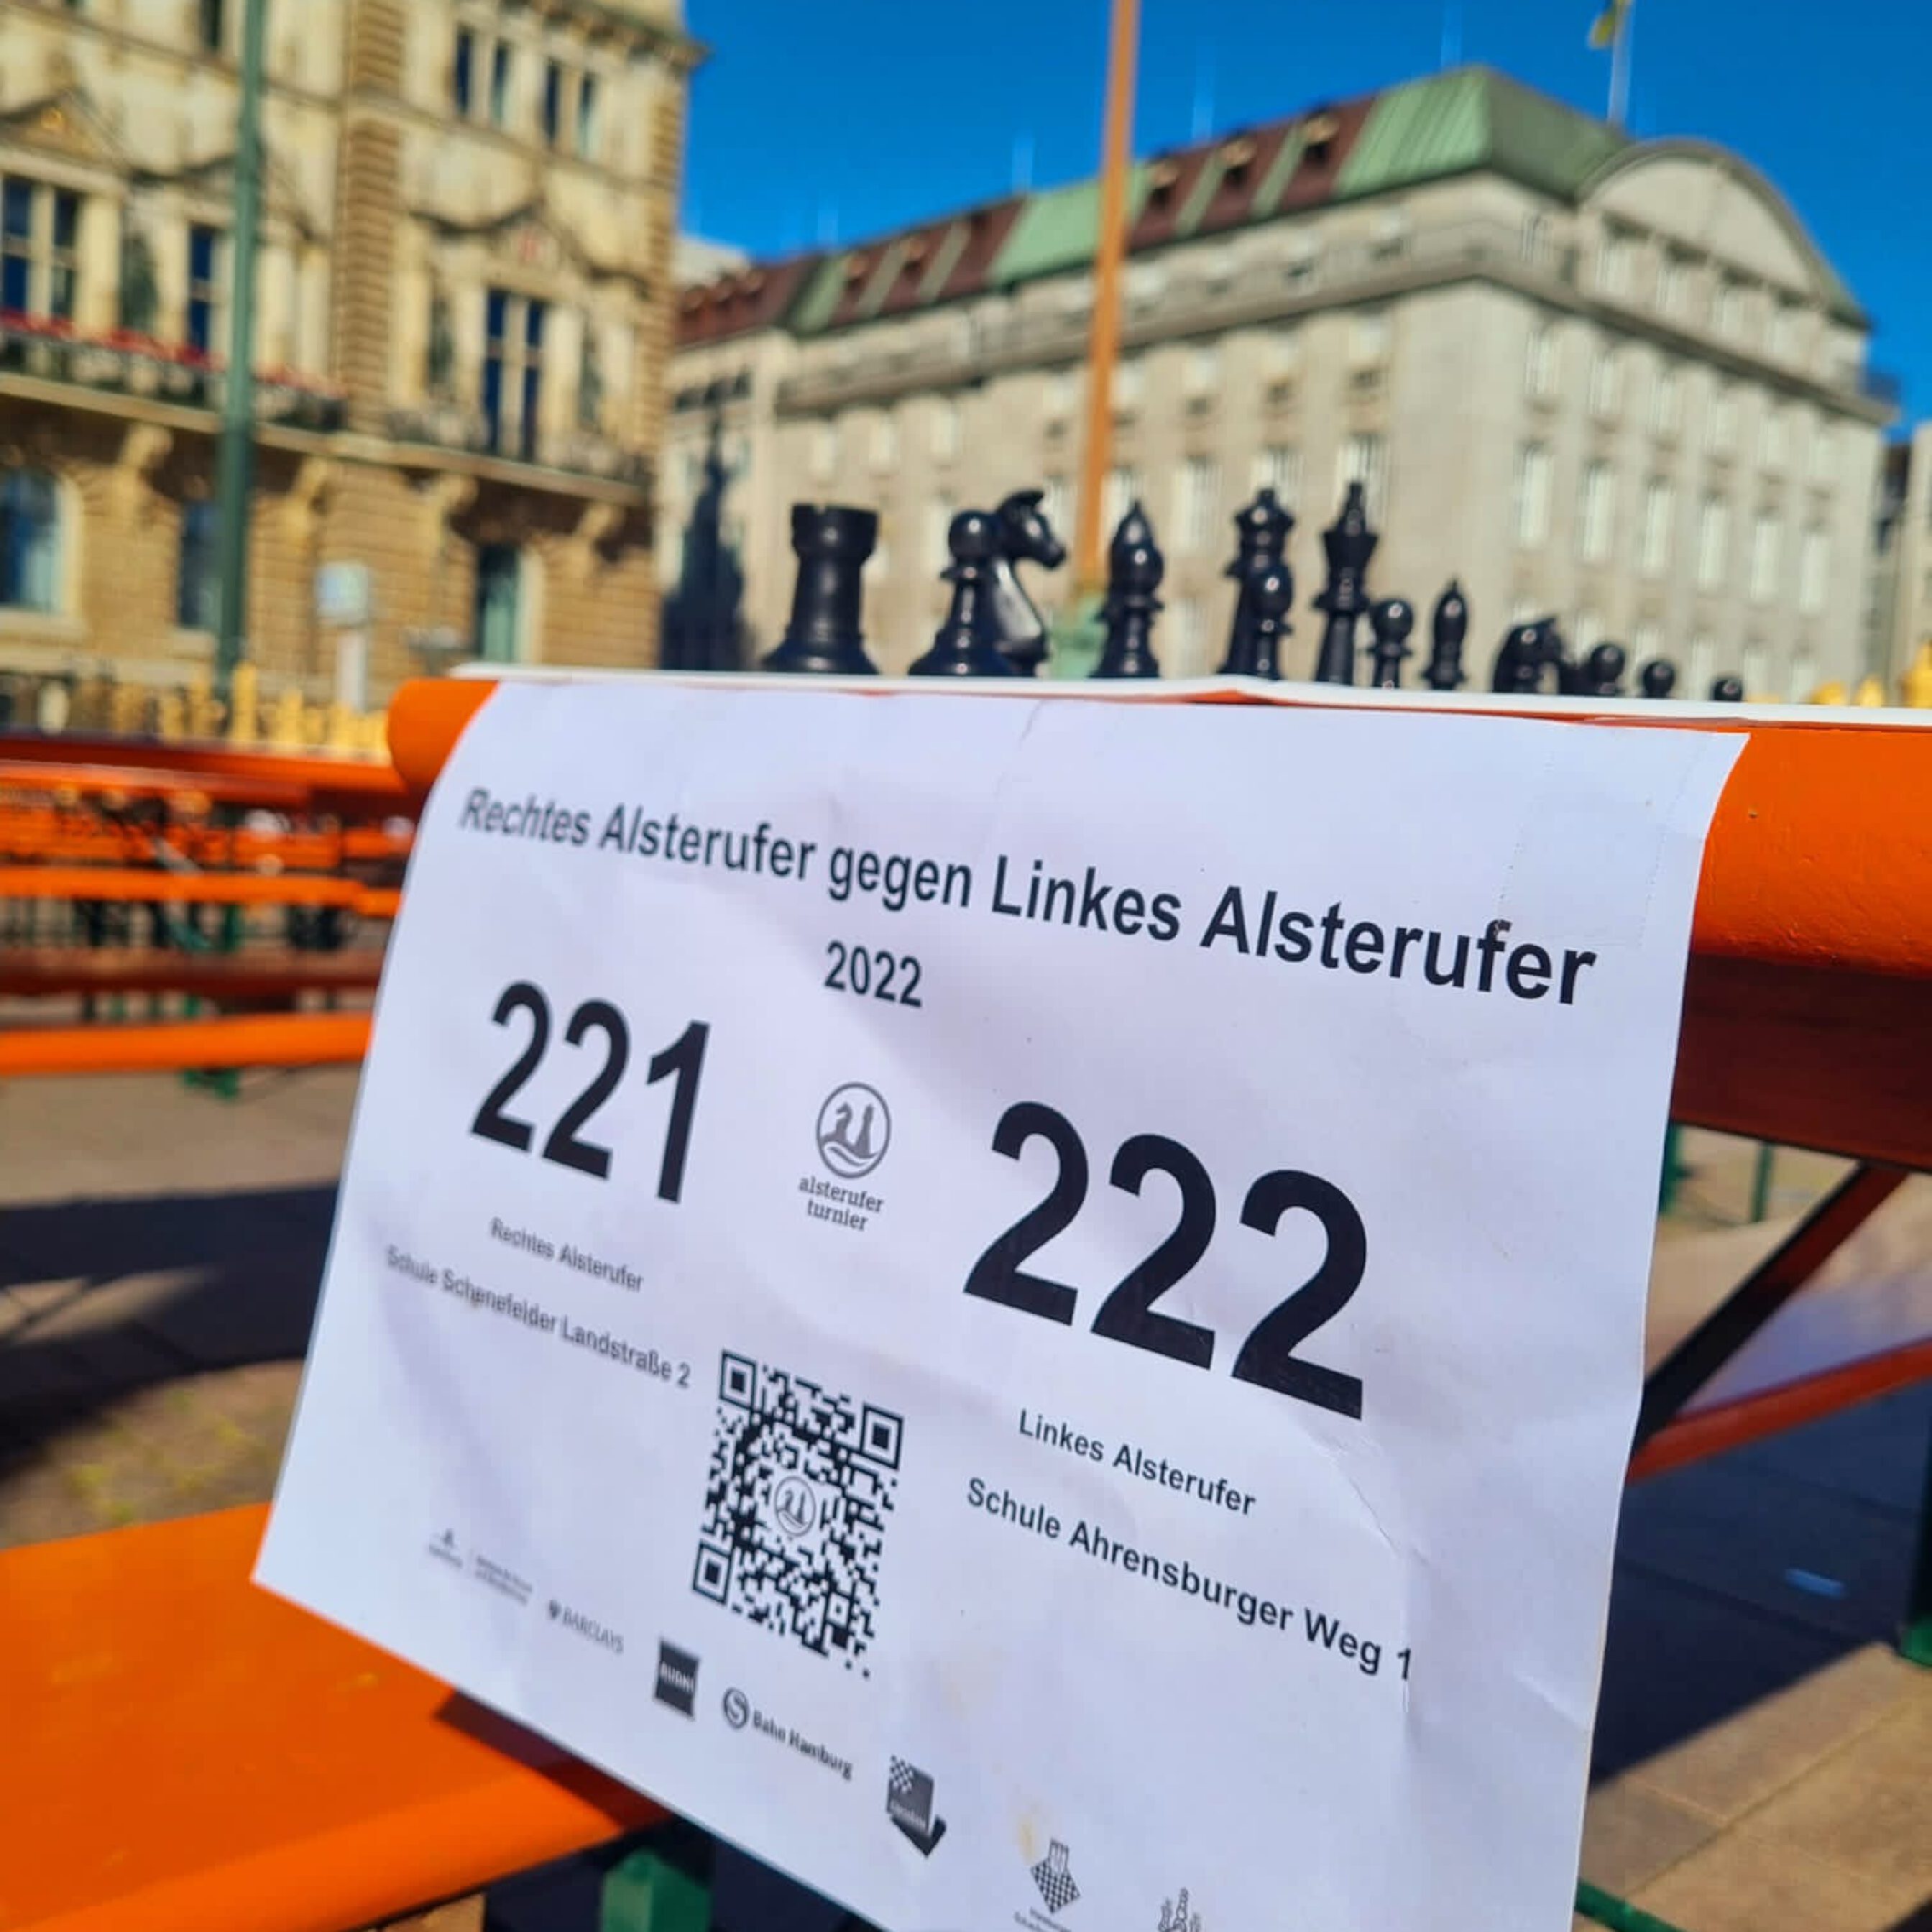 Rechtes Alsterufer gegen Linkes Alsterufer
2022
221
222
alsterufer
turnier
Rechtes Alsterufer
Schule Schenefelder Landstraße 2
Linkes Alsterufer
Schule Ahrensburger Weg 1
BARCLAYS
S Bahn Hamburg